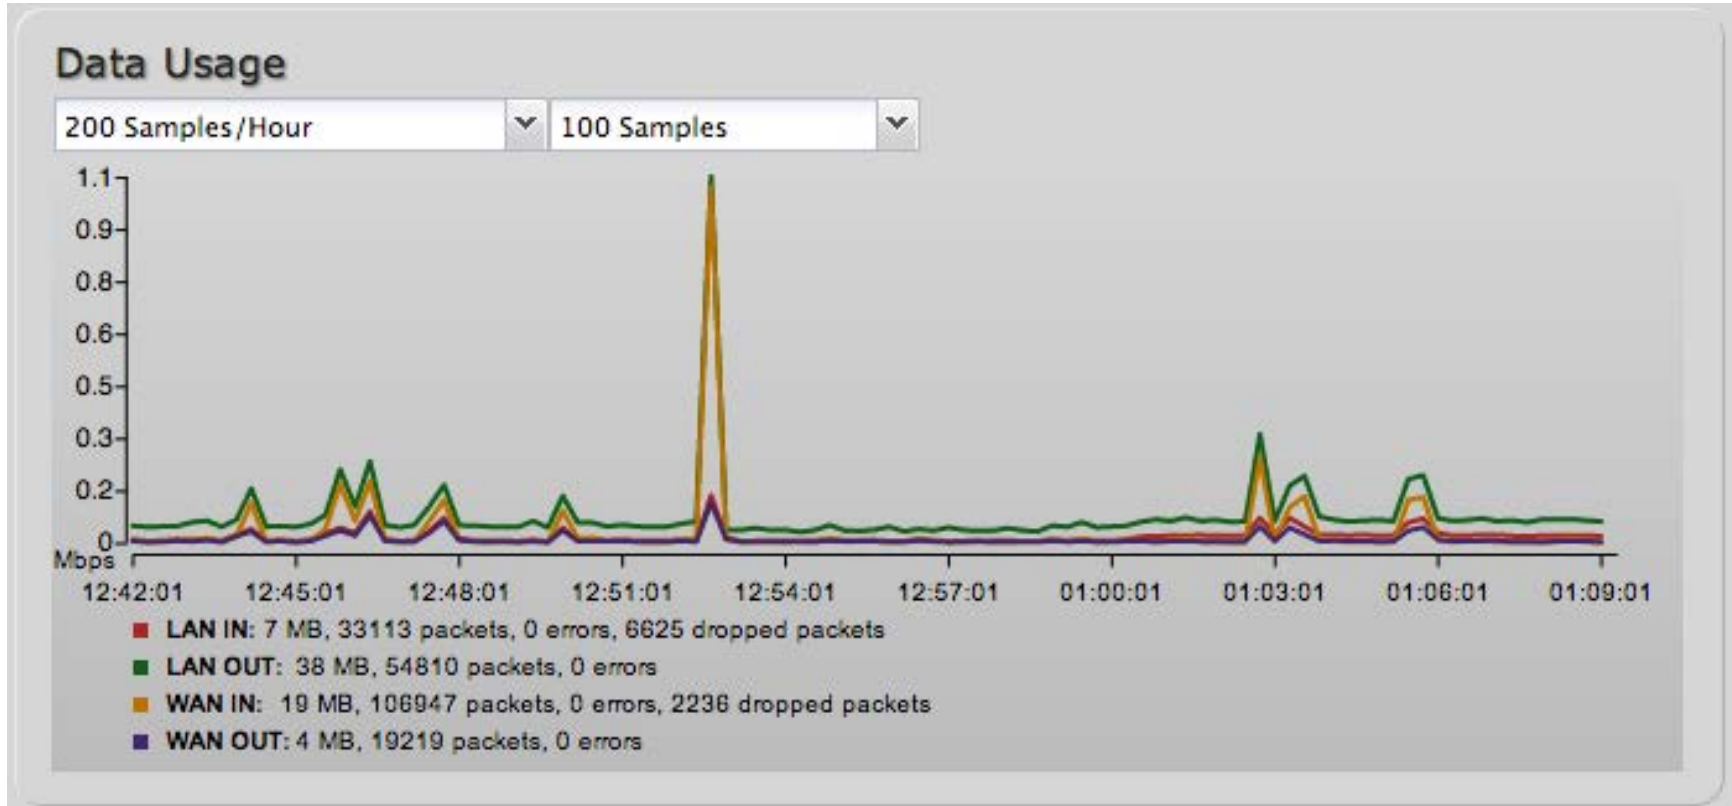 Data Usage
200 Samples/Hour 100 Samples
1.1
0.9
0.8
0.6
0.5
0.3
0.2
0
Mbps
12:42:01 12:45:01 12:48:01 12:51:01 12:54:01 12:57:01 01:00:01 01:03:01 01:06:01 01:09:01
LAN IN: 7 MB, 33113 packets, 0 errors, 6625 dropped packets
LAN OUT: 38 MB, 54810 packets, 0 errors
WAN IN: 19 MB, 106947 packets, 0 errors, 2236 dropped packets
WAN OUT: 4 MB, 19219 packets, 0 errors